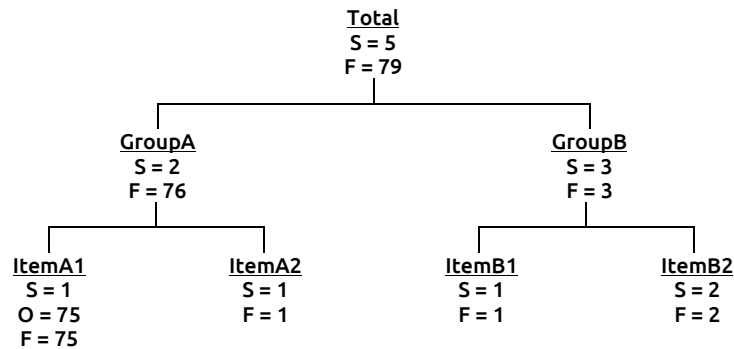 Total
S = 5
F = 79
GroupA
S = 2
F = 76
GroupB
S = 3
F = 3
ItemA1
S = 1
O = 75
F = 75
ItemA2
S = 1
F = 1
ItemB1
S = 1
F = 1
ItemB2
S = 2
F = 2